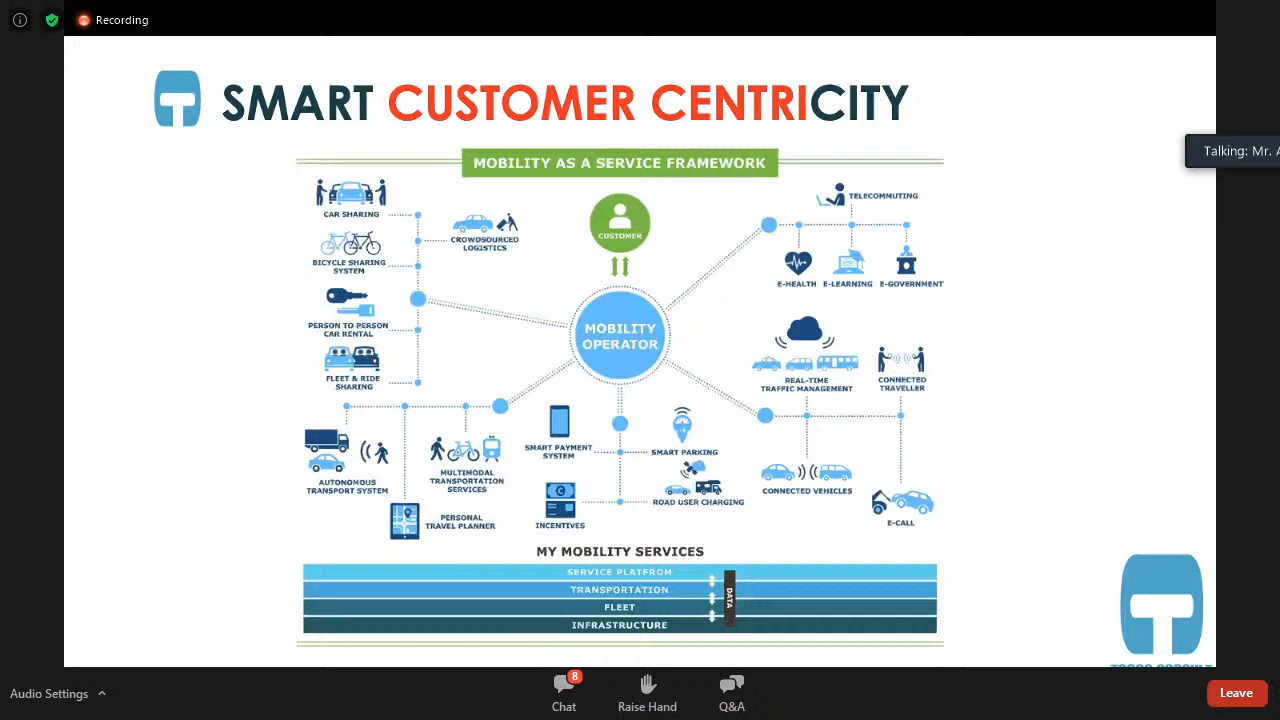 Recording
SMART CUSTOMER CENTRICITY
Talking: Mr. A
MOBILITY AS A SERVICE FRAMEWORK
CUSTOMER
MOBILITY
OPERATOR
CAR SHARING
CROWDSOURCED
LOGISTICS
BICYCLE SHARING
SYSTEM
PERSON TO PERSON
CAR RENTAL
FLEET & RIDE
SHARING
TELECOMMUTING
E-HEALTH
E-LEARNING
E-GOVERNMENT
REAL-TIME
TRAFFIC MANAGEMENT
CONNECTED
TRAVELLER
AUTONOMOUS
TRANSPORT SYSTEM
MULTIMODAL
TRANSPORTATION
SERVICES
PERSONAL
TRAVEL PLANNER
SMART PAYMENT
SYSTEM
SMART PARKING
INCENTIVES
ROAD USER CHARGING
CONNECTED VEHICLES
E-CALL
MY MOBILITY SERVICES
SERVICE PLATFROM
TRANSPORTATION
FLEET
INFRASTRUCTURE
DATA
Audio Settings
8
Chat
Raise Hand
Q&A
Leave